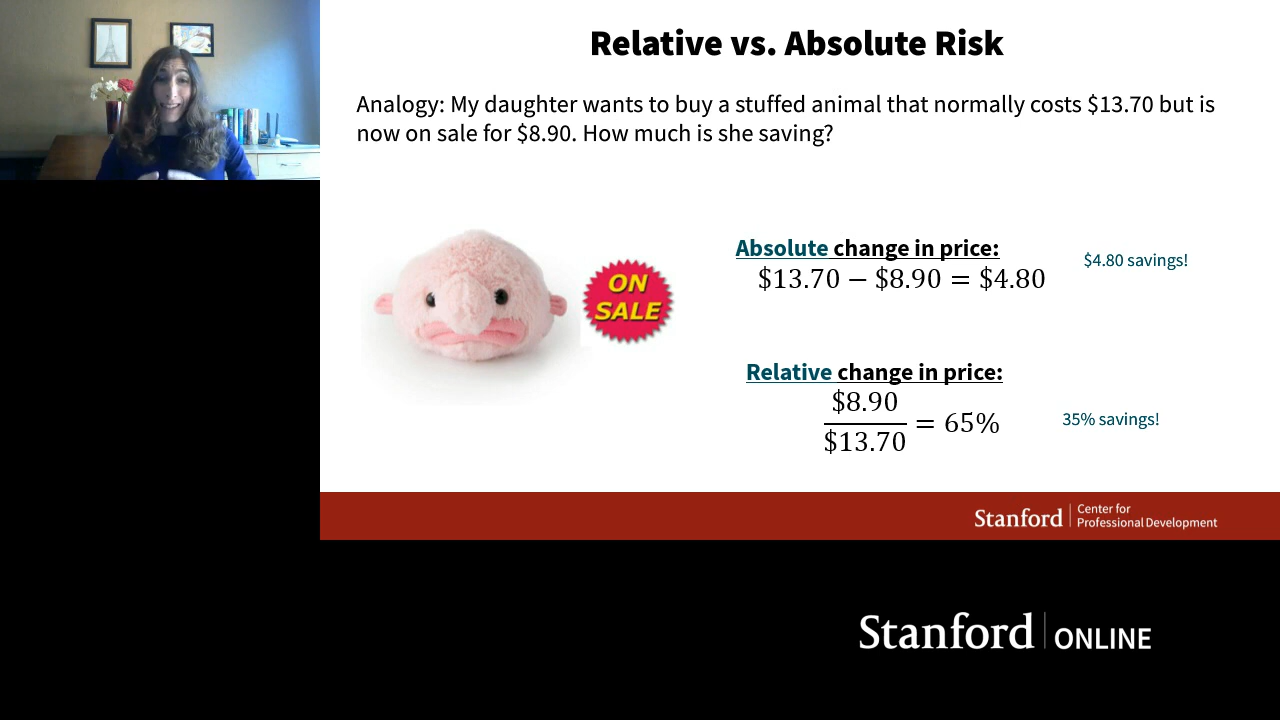 Relative vs. Absolute Risk
Analogy: My daughter wants to buy a stuffed animal that normally costs $13.70 but is
now on sale for $8.90. How much is she saving?
ON
SALE
Absolute change in price:
$13.70 − $8.90 = $4.80
$4.80 savings!
Relative change in price:
$8.90
$13.70
= 65%
35% savings!
Stanford
Center for
Professional Development
Stanford ONLINE